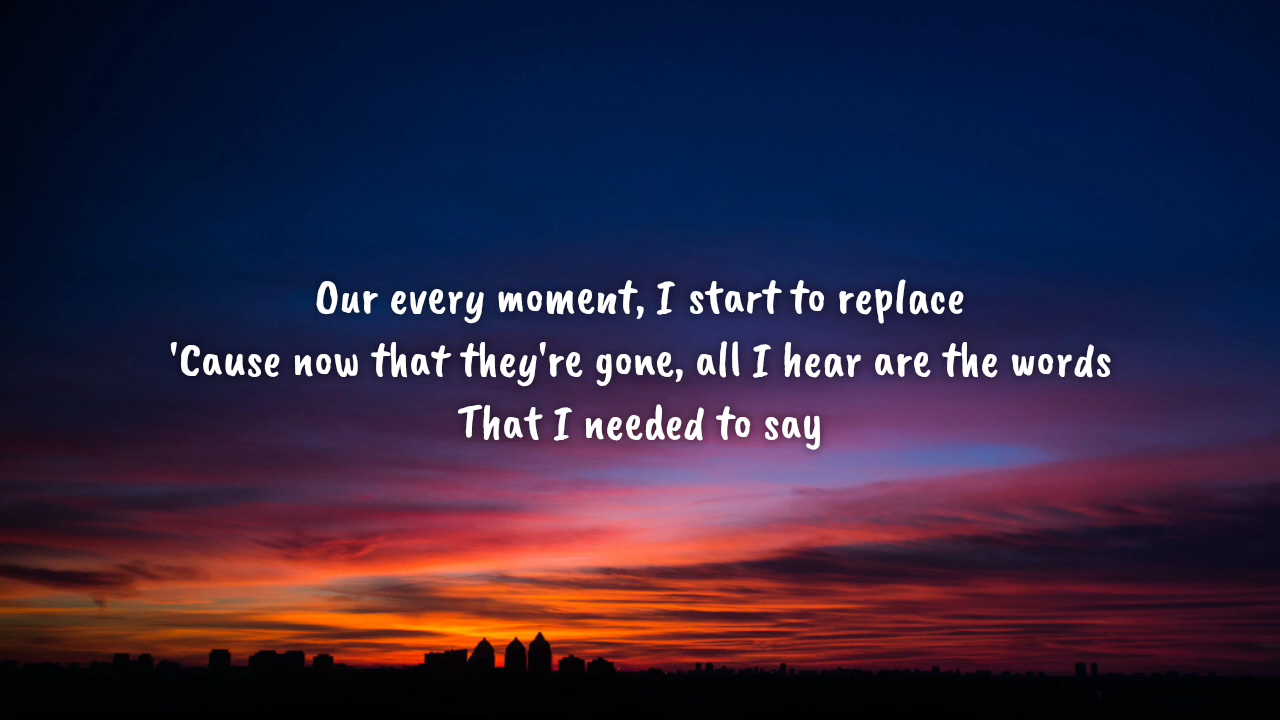 Our every moment, I start to replace
'Cause now that they're gone, all I hear are the words
That I needed to say